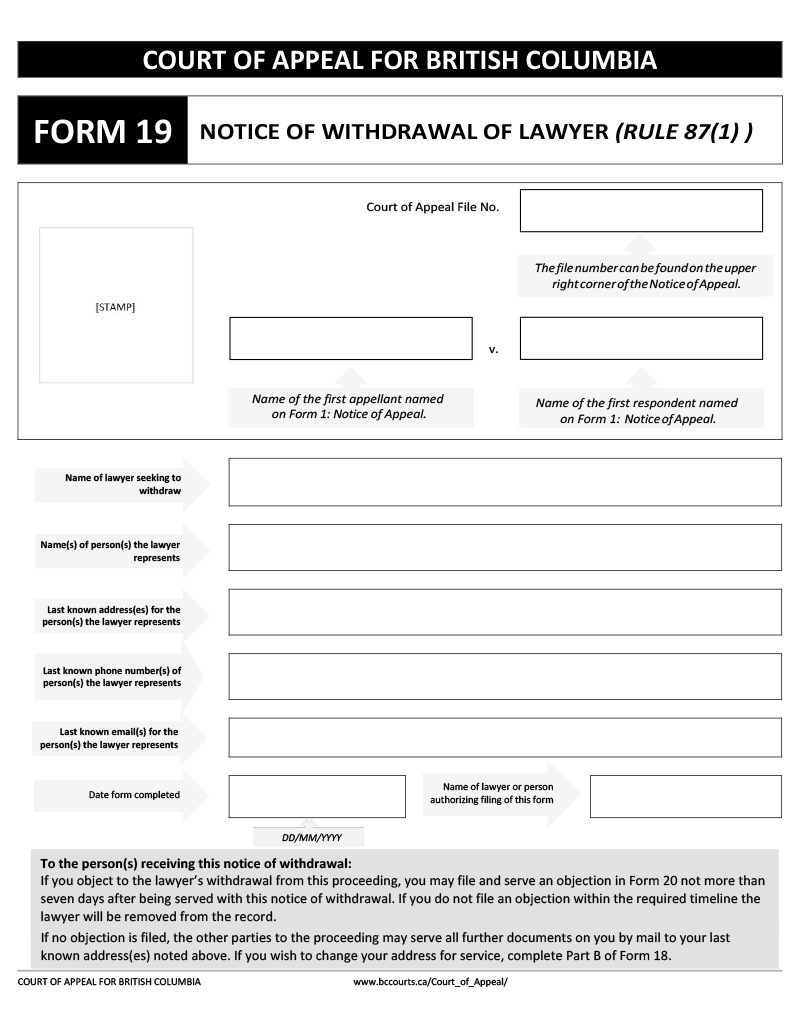 COURT OF APPEAL FOR BRITISH COLUMBIA
FORM 19
NOTICE OF WITHDRAWAL OF LAWYER (RULE 87(1) )
Court of Appeal File No.
The file number can be found on the upper
right corner of the Notice of Appeal.
[STAMP]
v.
Name of the first appellant named
on Form 1: Notice of Appeal.
Name of the first respondent named
on Form 1: Notice of Appeal.
Name of lawyer seeking to
withdraw
Name(s) of person(s) the lawyer
represents
Last known address(es) for the
person(s) the lawyer represents
Last known phone number(s) of
person(s) the lawyer represents
Last known email(s) for the
person(s) the lawyer represents
Date form completed
Name of lawyer or person
authorizing filing of this form
DD/MM/YYYY
To the person(s) receiving this notice of withdrawal:
If you object to the lawyer’s withdrawal from this proceeding, you may file and serve an objection in Form 20 not more than
seven days after being served with this notice of withdrawal. If you do not file an objection within the required timeline the
lawyer will be removed from the record.
If no objection is filed, the other parties to the proceeding may serve all further documents on you by mail to your last
known address(es) noted above. If you wish to change your address for service, complete Part B of Form 18.
COURT OF APPEAL FOR BRITISH COLUMBIA
www.bccourts.ca/Court_of_Appeal/